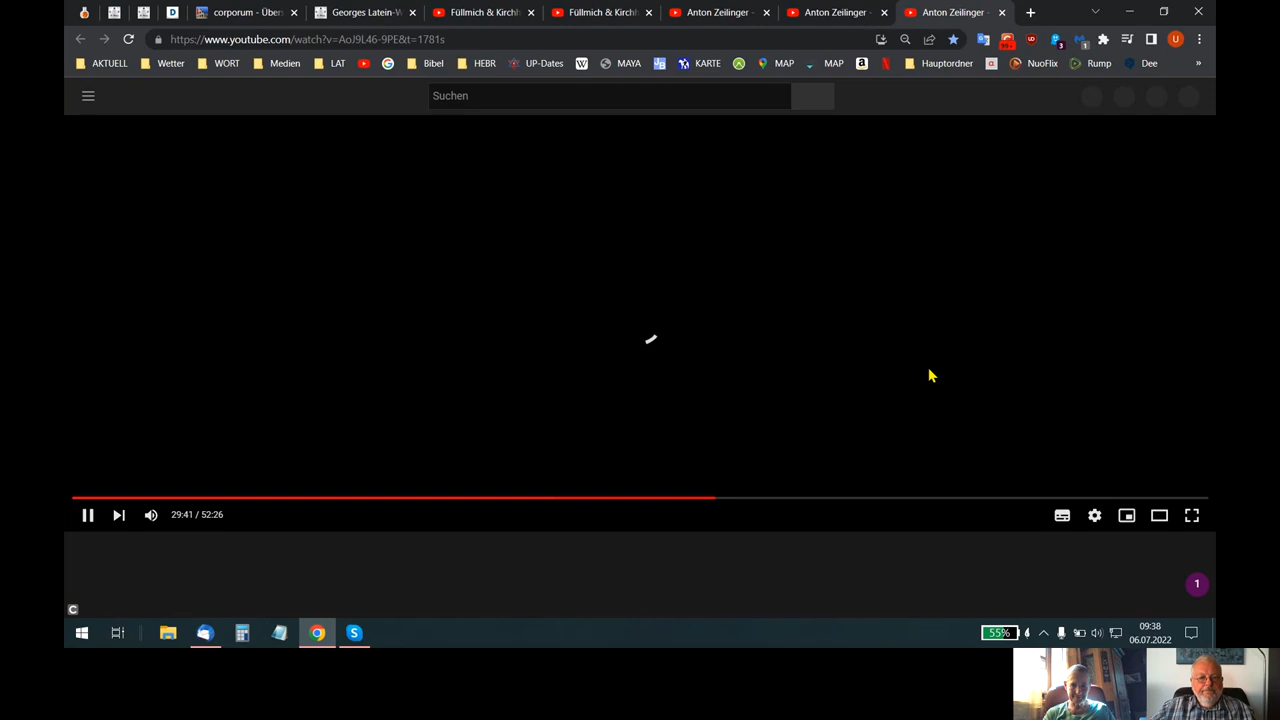 corporum - Über
Georges Latein-W
Füllmich & Kirchh
Füllmich & Kirchh
Anton Zeilinger -
Anton Zeilinger -
Anton Zeilinger -
https://www.youtube.com/watch?v=AoJ9L46-9PE&t=1781s
AKTUELL Wetter WORT Medien LAT Bibel HEBR UP-Dates MAYA KARTE MAP MAP Hauptordner NuoFlix Rump Dee »
Suchen
29:41 / 52:26
1
55%
09:38
06.07.2022